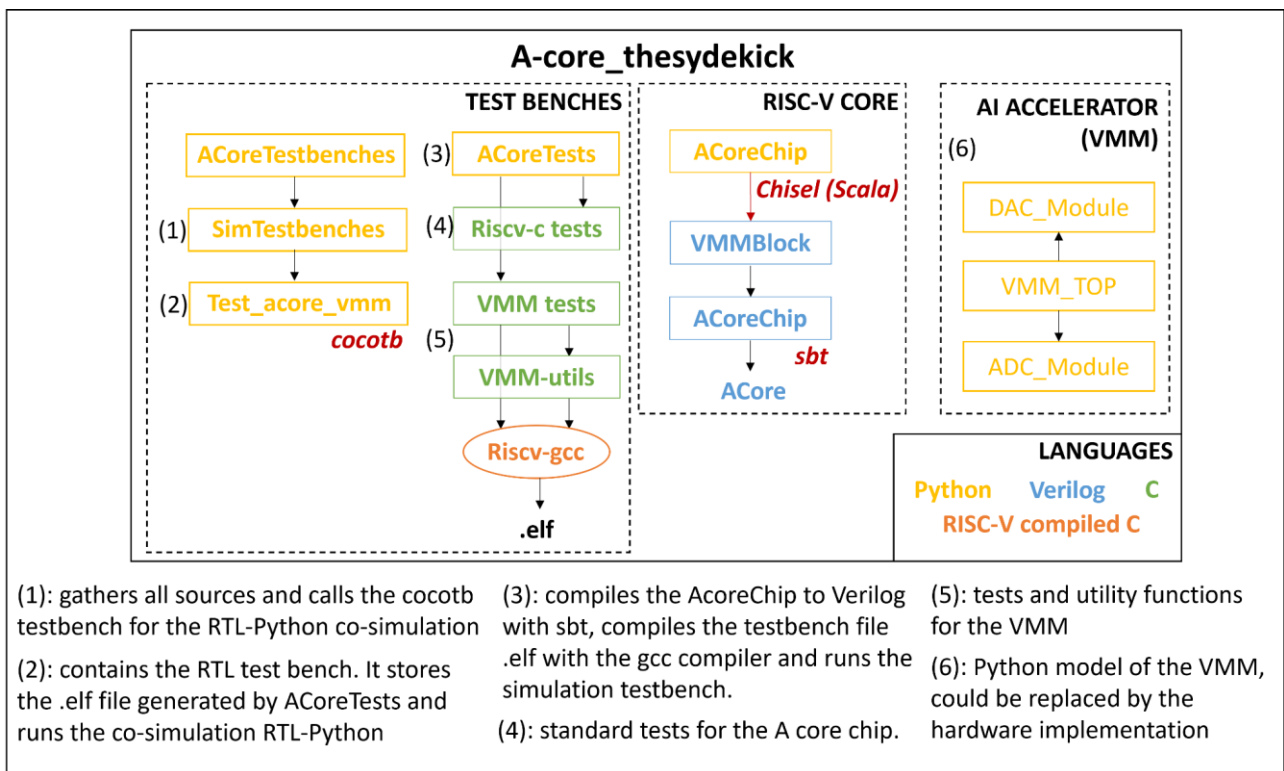 A-core_thesydekick
TEST BENCHES
ACoreTestbenches
(1) SimTestbenches
(2) Test_acore_vmm
cocotb
(3) ACoreTests
(4) Riscv-c tests
VMM tests
(5)
VMM-utils
Riscv-gcc
.elf
RISC-V CORE
ACoreChip
Chisel (Scala)
VMMBlock
ACoreChip
sbt
ACore
AI ACCELERATOR
(VMM)
(6)
DAC_Module
VMM_TOP
ADC_Module
LANGUAGES
Python Verilog C
RISC-V compiled C
(1): gathers all sources and calls the cocotb
testbench for the RTL-Python co-simulation
(2): contains the RTL test bench. It stores
the .elf file generated by ACoreTests and
runs the co-simulation RTL-Python
(3): compiles the AcoreChip to Verilog
with sbt, compiles the testbench file
.elf with the gcc compiler and runs the
simulation testbench.
(4): standard tests for the A core chip.
(5): tests and utility functions
for the VMM
(6): Python model of the VMM,
could be replaced by the
hardware implementation